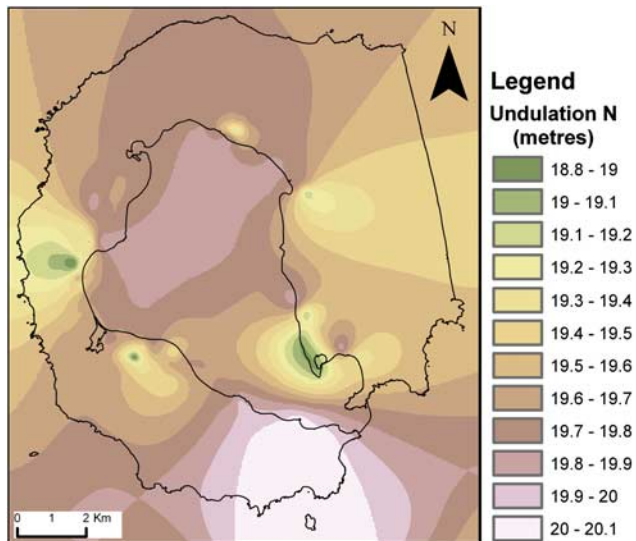 N
Legend
Undulation N
(metres)
18.8 - 19
19 - 19.1
19.1 - 19.2
19.2 - 19.3
19.3 - 19.4
19.4 - 19.5
19.5 - 19.6
19.6 - 19.7
19.7 - 19.8
19.8 - 19.9
19.9 - 20
20 - 20.1
0 1 2 Km